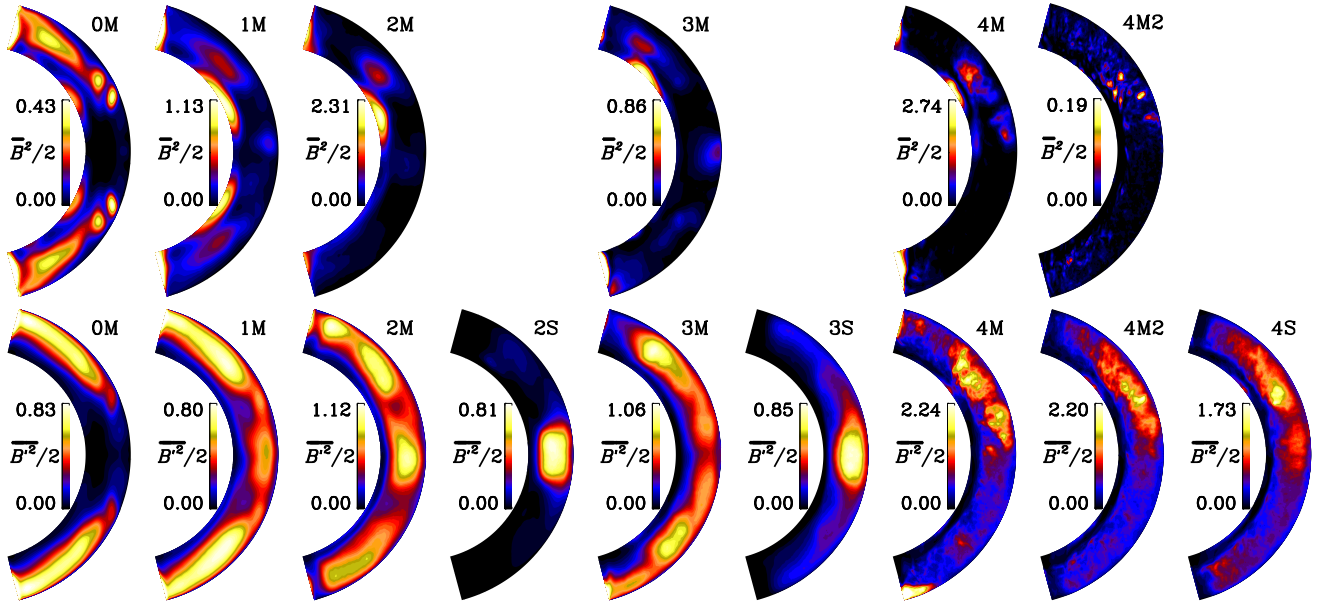 0M
0.43
B̅²/2
0.00
1M
1.13
B̅²/2
0.00
2M
2.31
B̅²/2
0.00
3M
0.86
B̅²/2
0.00
4M
2.74
B̅²/2
0.00
4M2
0.19
B̅²/2
0.00
0M
0.83
B̅'̅²̅/2
0.00
1M
0.80
B̅'̅²̅/2
0.00
2M
1.12
B̅'̅²̅/2
0.00
2S
0.81
B̅'̅²̅/2
0.00
3M
1.06
B̅'̅²̅/2
0.00
3S
0.85
B̅'̅²̅/2
0.00
4M
2.24
B̅'̅²̅/2
0.00
4M2
2.20
B̅'̅²̅/2
0.00
4S
1.73
B̅'̅²̅/2
0.00